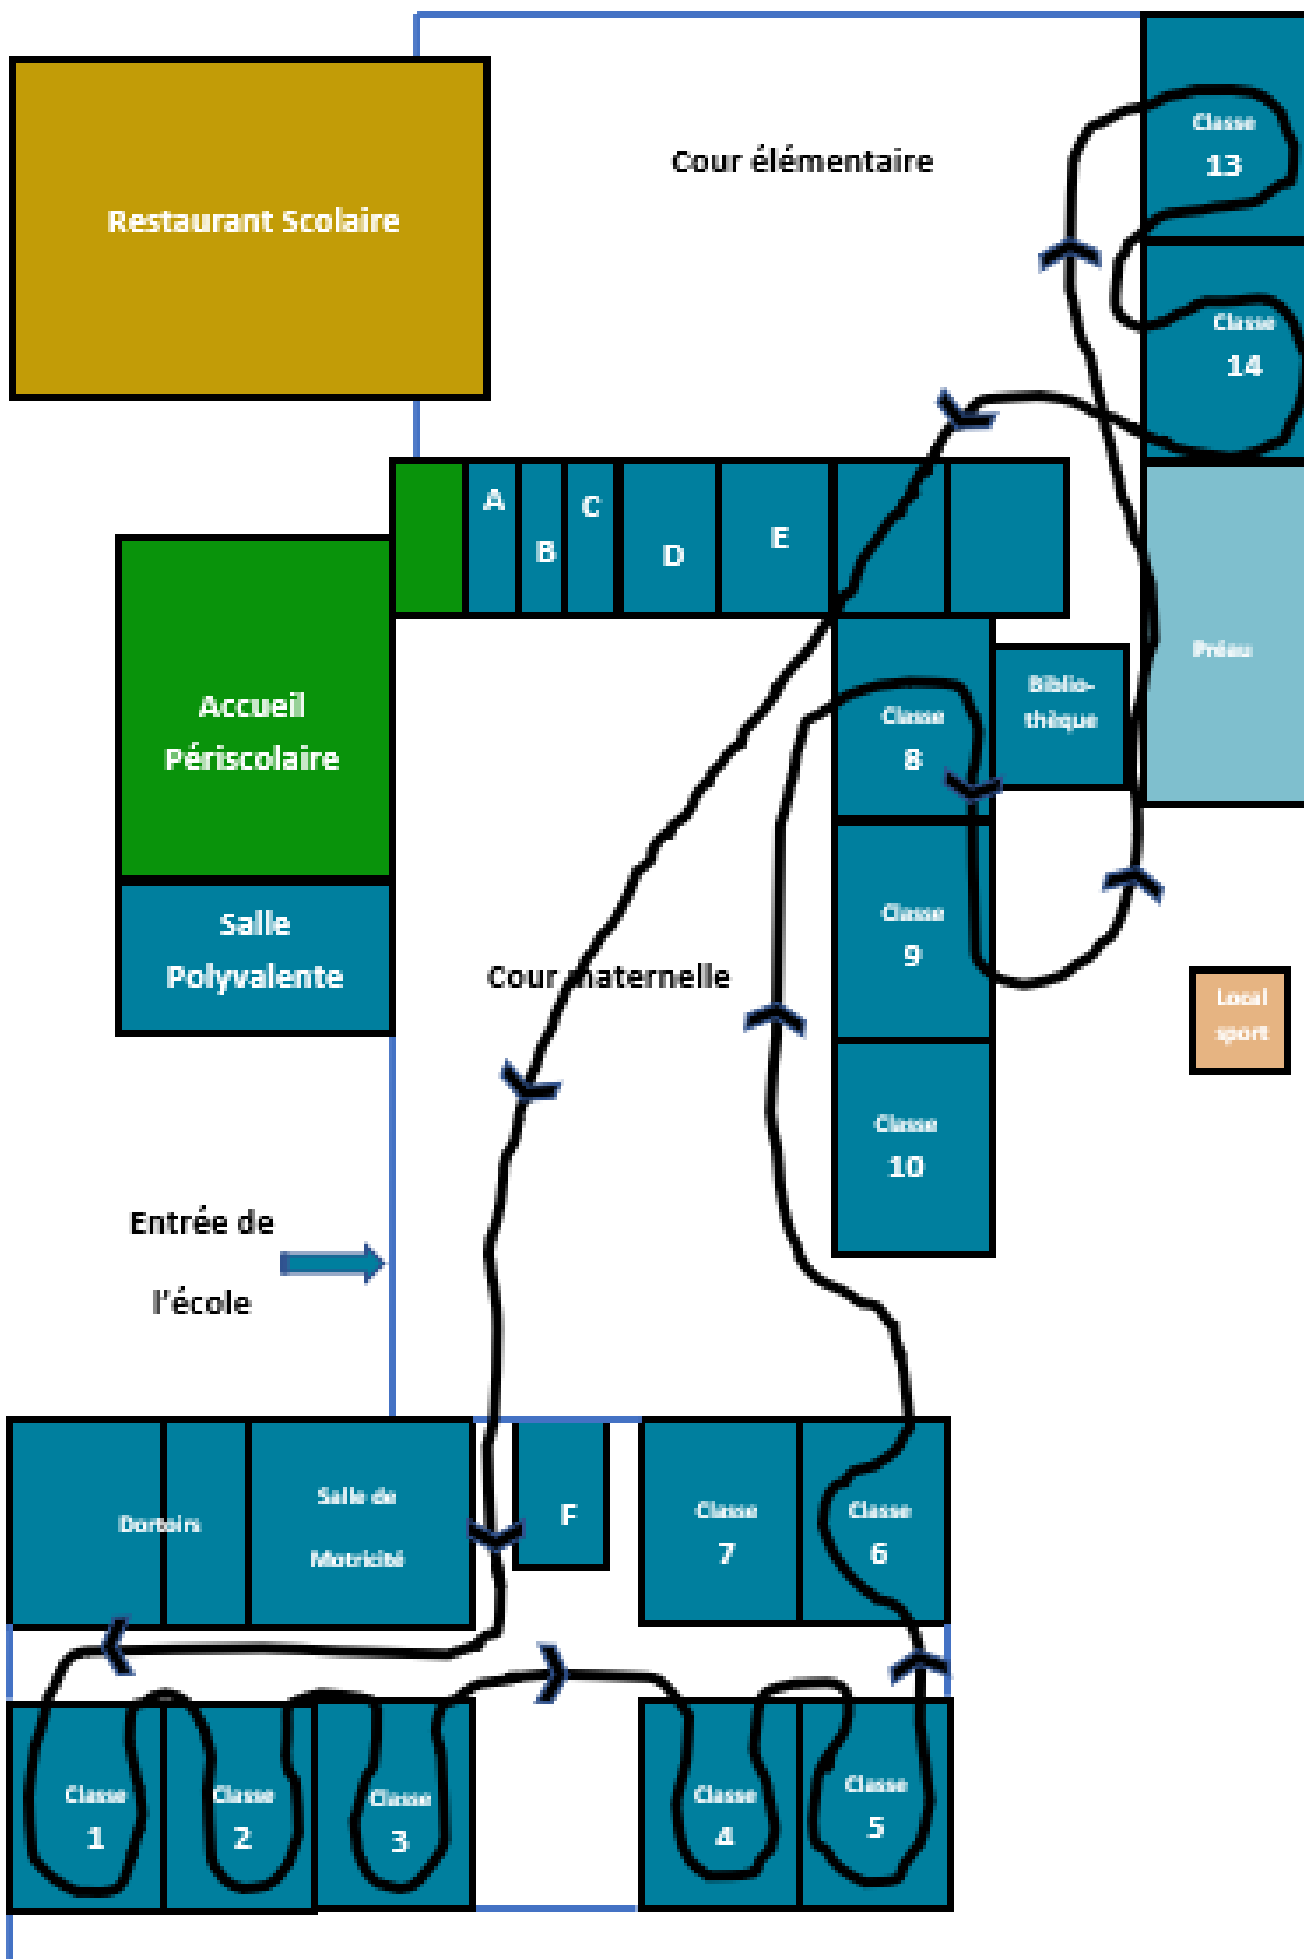 Classe
13
Cour élémentaire
Restaurant Scolaire
Classe
14
A
B
C
D
E
Accueil
Périscolaire
Préau
Biblio-
thèque
Classe
8
Salle
Polyvalente
Classe
9
Cour maternelle
Local
sport
Classe
10
Entrée de
l'école
Dortoirs
Salle de
Motricité
F
Classe
7
Classe
6
Classe
1
Classe
2
Classe
3
Classe
4
Classe
5